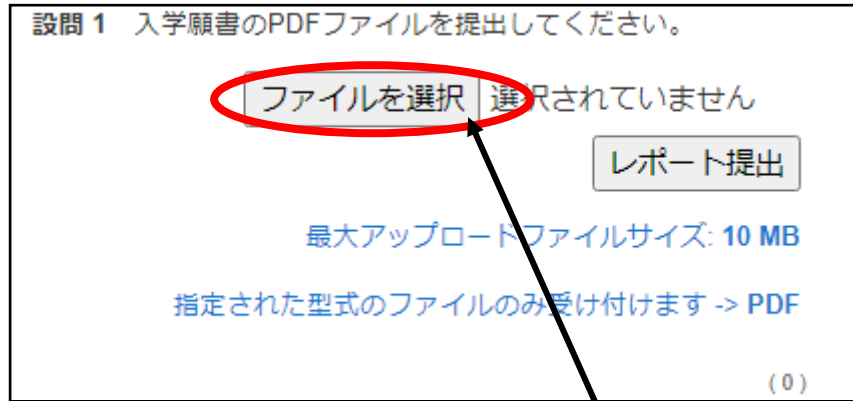 設問 1 入学願書のPDFファイルを提出してください。
ファイルを選択 選択されていません
レポート提出
最大アップロードファイルサイズ: 10 MB
指定された型式のファイルのみ受け付けます -> PDF
( 0 )